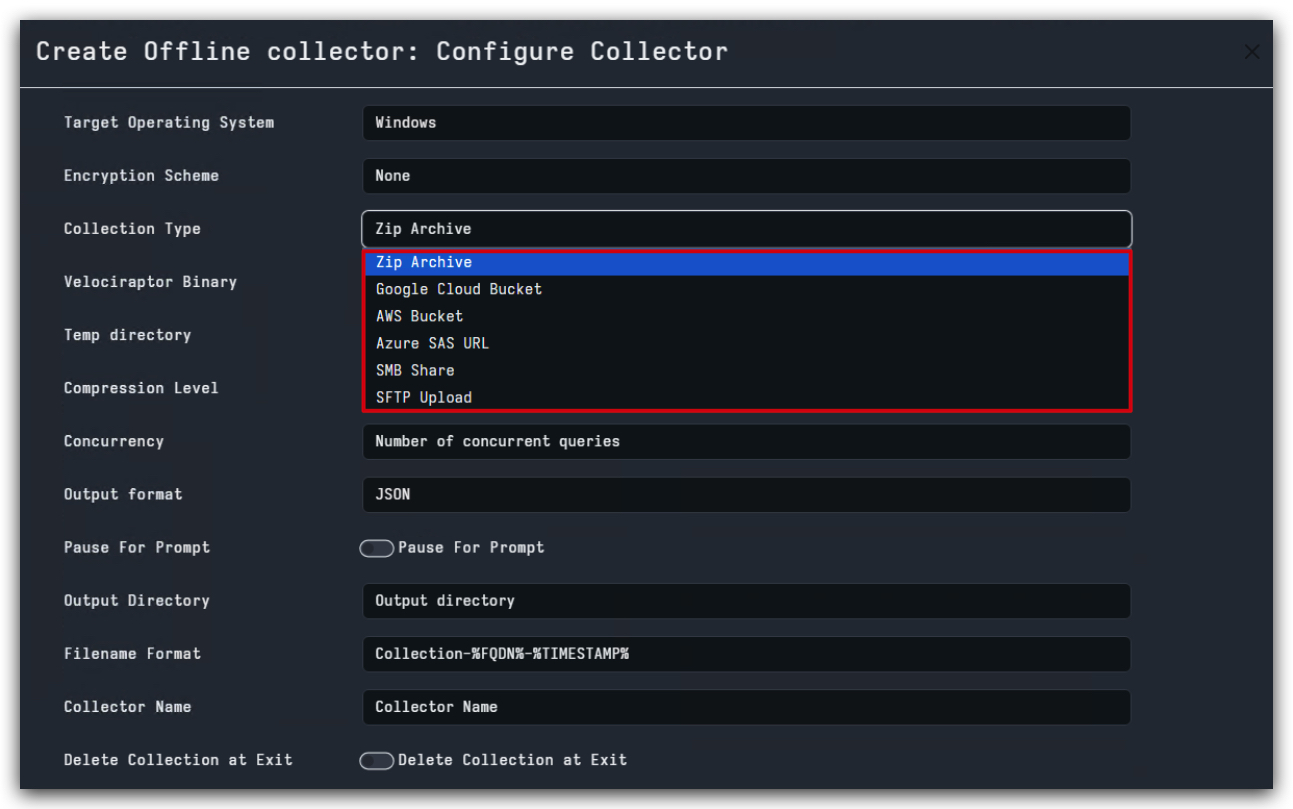 Create Offline collector: Configure Collector
Target Operating System
Windows
Encryption Scheme
None
Collection Type
Zip Archive
Zip Archive
Google Cloud Bucket
AWS Bucket
Azure SAS URL
SMB Share
SFTP Upload
Velociraptor Binary
Temp directory
Compression Level
Concurrency
Number of concurrent queries
Output format
JSON
Pause For Prompt
Pause For Prompt
Output Directory
Output directory
Filename Format
Collection-%FQDN%-%TIMESTAMP%
Collector Name
Collector Name
Delete Collection at Exit
Delete Collection at Exit